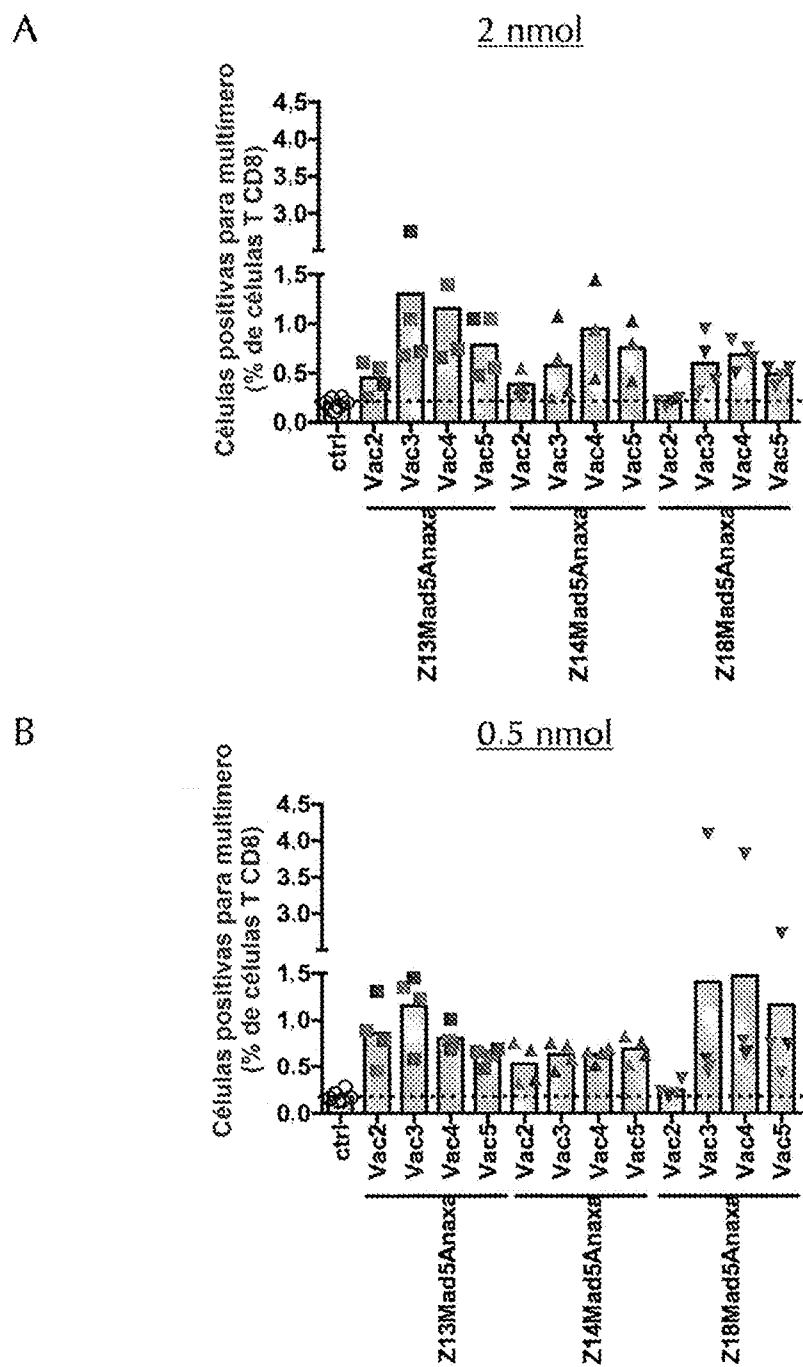 A
2 nmol
Células positivas para multímero
(% de células T CD8)
4,5
4,0
3,5
3,0
1,5
1,0
0,5
0,0
ctrl
Vac2
Vac3
Vac4
Vac5
Vac2
Vac3
Vac4
Vac5
Vac2
Vac3
Vac4
Vac5
Z13Mad5Anaxa
Z14Mad5Anaxa
Z18Mad5Anaxa
B
0.5 nmol
Células positivas para multímero
(% de células T CD8)
4.5
4.0
3.5
3.0
1.5
1.0
0.5
0.0
ctrl
Vac2
Vac3
Vac4
Vac5
Vac2
Vac3
Vac4
Vac5
Vac2
Vac3
Vac4
Vac5
Z13Mad5Anaxa
Z14Mad5Anaxa
Z18Mad5Anaxa